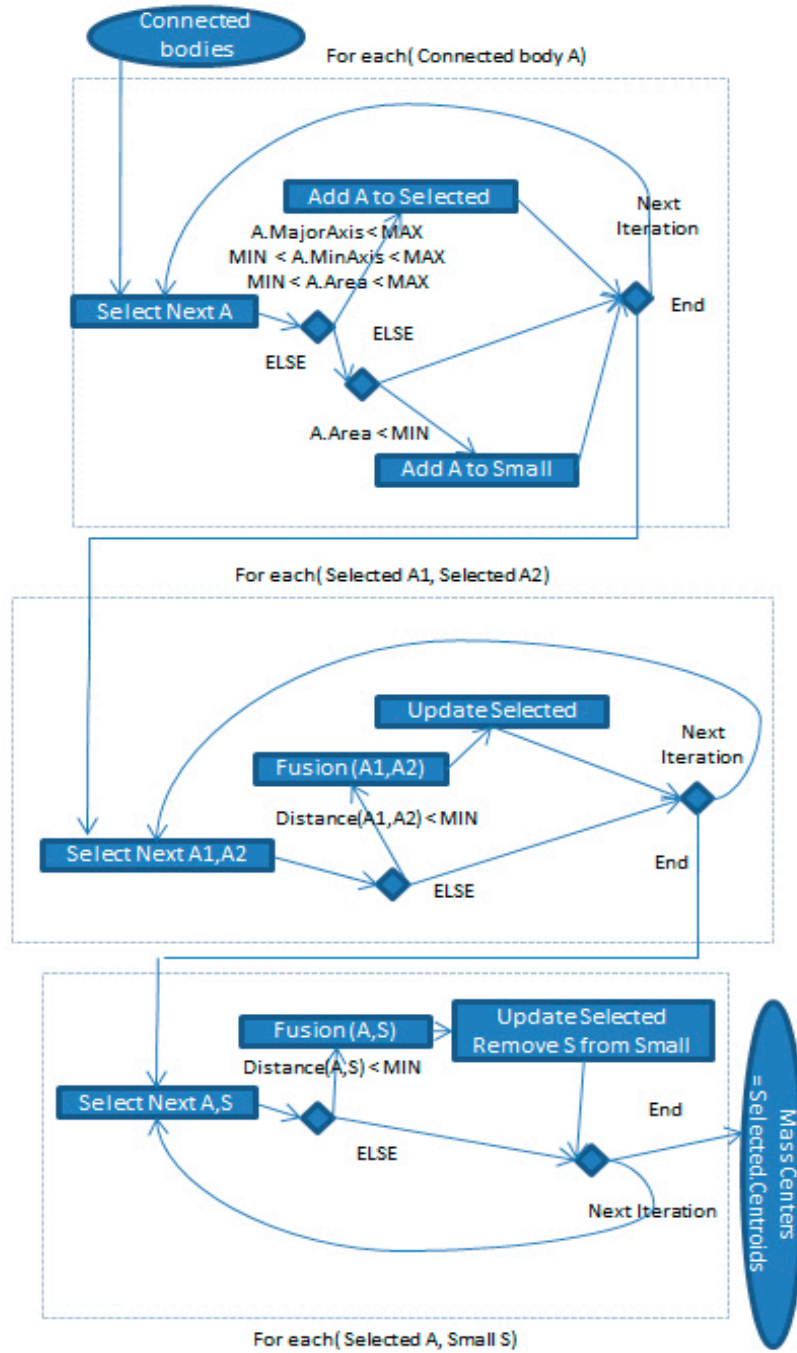 Connected
bodies
For each( Connected body A)
Add A to Selected
Next
Iteration
A.MajorAxis < MAX
MIN < A.MinAxis < MAX
MIN < A.Area < MAX
Select Next A
End
ELSE
ELSE
A.Area < MIN
Add A to Small
For each( Selected A1, Selected A2)
Update Selected
Next
Iteration
Fusion (A1,A2)
Distance(A1,A2) < MIN
Select Next A1,A2
End
ELSE
Update Selected
Remove S from Small
Fusion (A,S)
Distance(A,S) < MIN
Select Next A,S
End
ELSE
Next Iteration
Mass Centers
= Selected.Centroids
For each( Selected A, Small S)